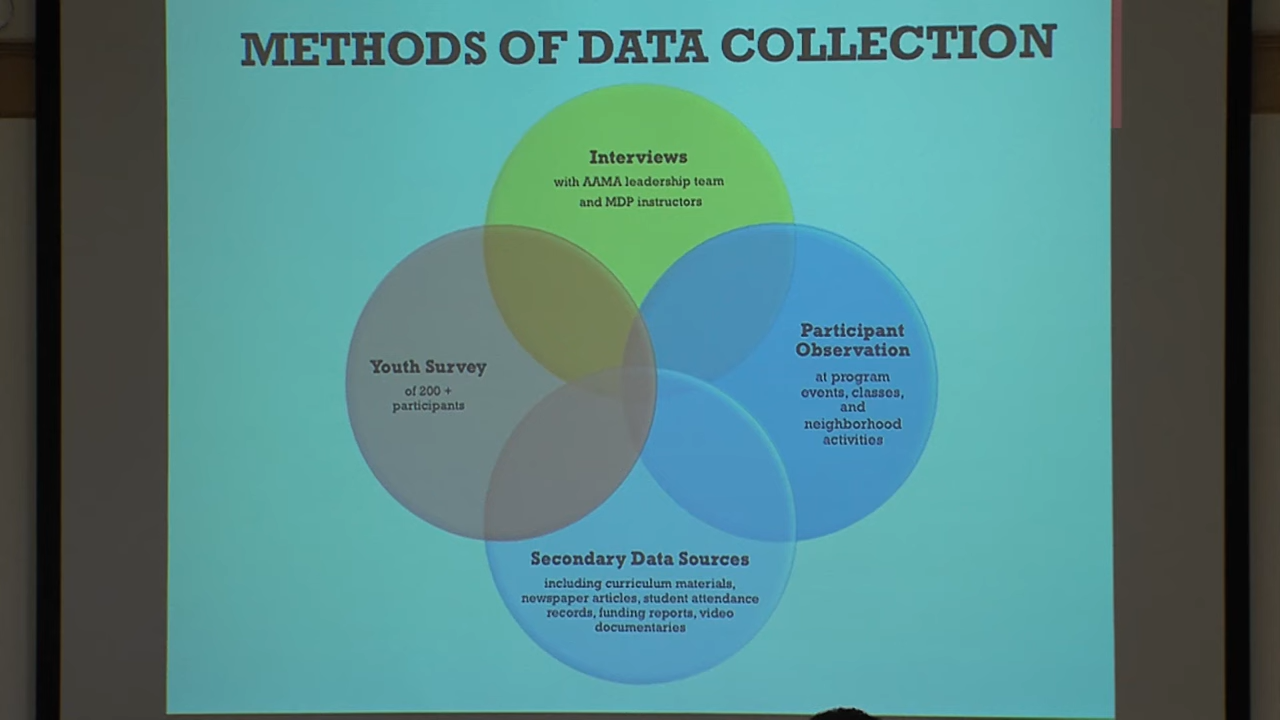 METHODS OF DATA COLLECTION
Interviews
with AAMA leadership team
and MDP instructors
Youth Survey
of 200 +
participants
Participant
Observation
at program
events, classes,
and
neighborhood
activities
Secondary Data Sources
including curriculum materials,
newspaper articles, student attendance
records, funding reports, video
documentaries